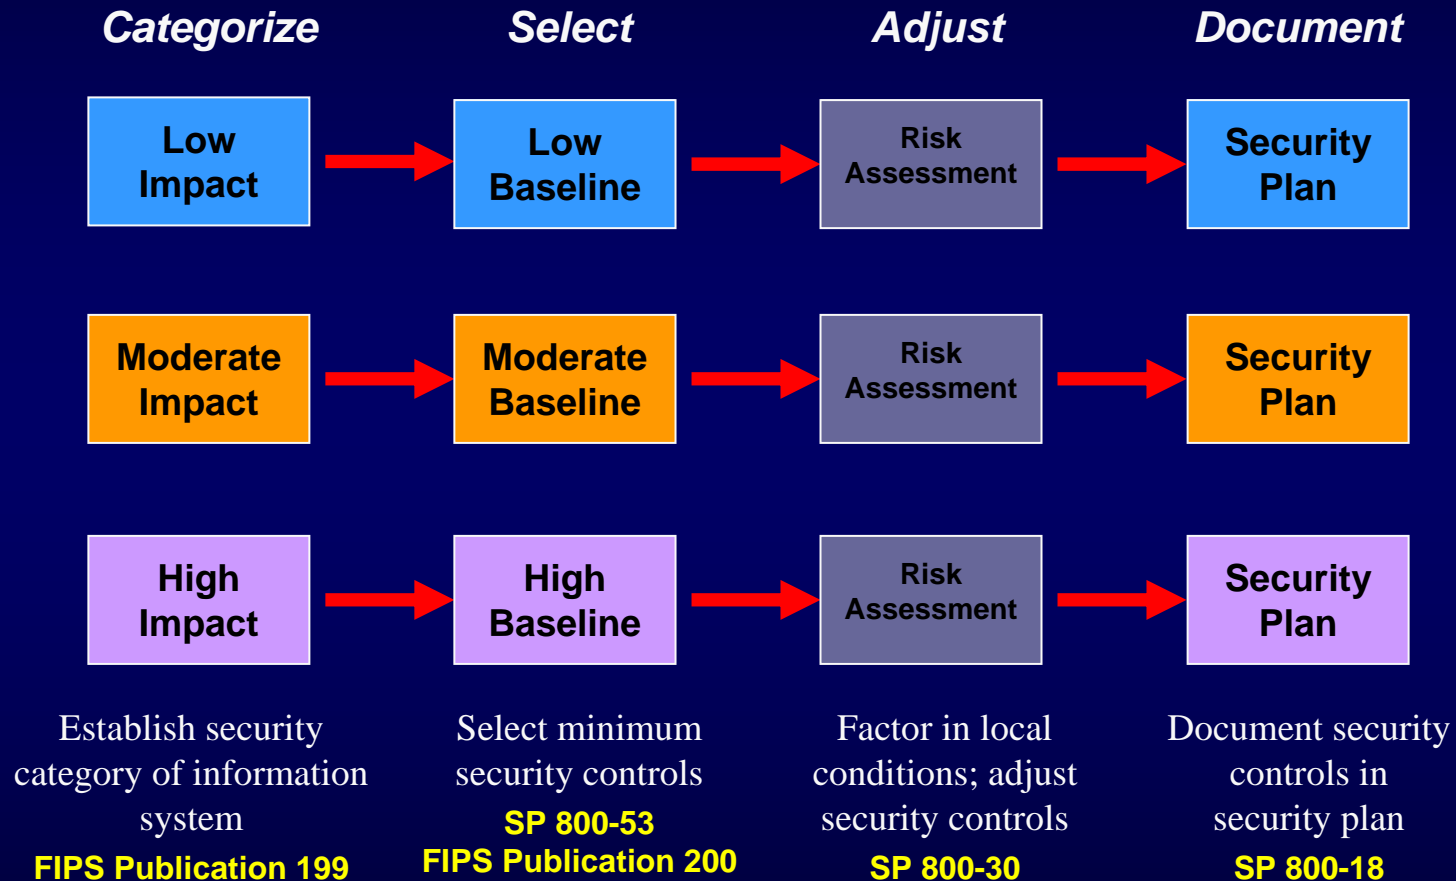 Categorize
Select
Adjust
Document
Low
Impact
Low
Baseline
Risk
Assessment
Security
Plan
Moderate
Impact
Moderate
Baseline
Risk
Assessment
Security
Plan
High
Impact
High
Baseline
Risk
Assessment
Security
Plan
Establish security
category of information
system
FIPS Publication 199
Select minimum
security controls
SP 800-53
FIPS Publication 200
Factor in local
conditions; adjust
security controls
SP 800-30
Document security
controls in
security plan
SP 800-18